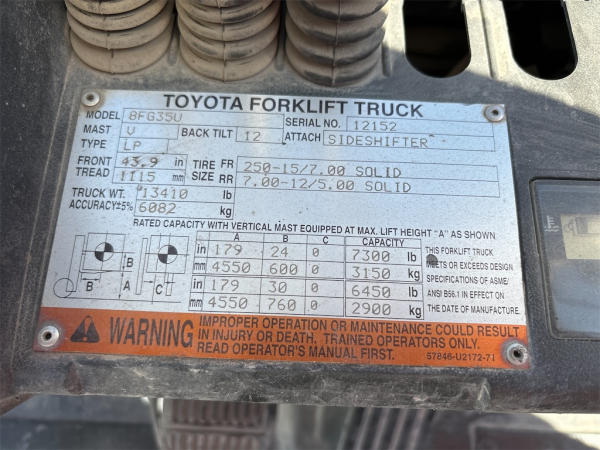 TOYOTA FORKLIFT TRUCK
MODEL 8FG35U SERIAL NO. 12152
MAST V BACK TILT 12 ATTACH SIDESHIFTER
TYPE LP
FRONT TREAD 43.9 in TIRE SIZE FR 250-15/7.00 SOLID
1115 mm RR 7.00-12/5.00 SOLID
TRUCK WT. 13410 lb
ACCURACY±5% 6082 kg
RATED CAPACITY WITH VERTICAL MAST EQUIPPED AT MAX. LIFT HEIGHT "A" AS SHOWN
A B C CAPACITY
in 179 24 0 7300 lb
mm 4550 600 0 3150 kg
in 179 30 0 6450 lb
mm 4550 760 0 2900 kg
B A B C
THIS FORKLIFT TRUCK
MEETS OR EXCEEDS DESIGN
SPECIFICATIONS OF ASME/
ANSI B56.1 IN EFFECT ON
THE DATE OF MANUFACTURE.
WARNING
IMPROPER OPERATION OR MAINTENANCE COULD RESULT
IN INJURY OR DEATH. TRAINED OPERATORS ONLY.
READ OPERATOR'S MANUAL FIRST.
57846-U2172-71